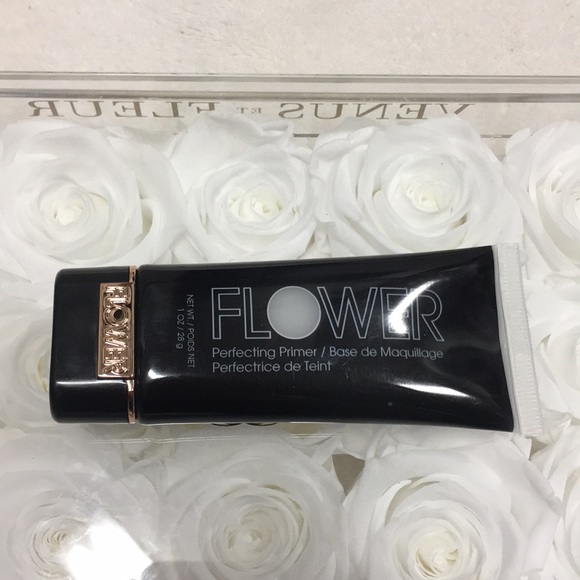 VENUS ET FLEUR
FLOWER
FLOWER
Perfecting Primer / Base de Maquillage
Perfectrice de Teint
NET WT / POIDS NET
1 OZ / 28 g